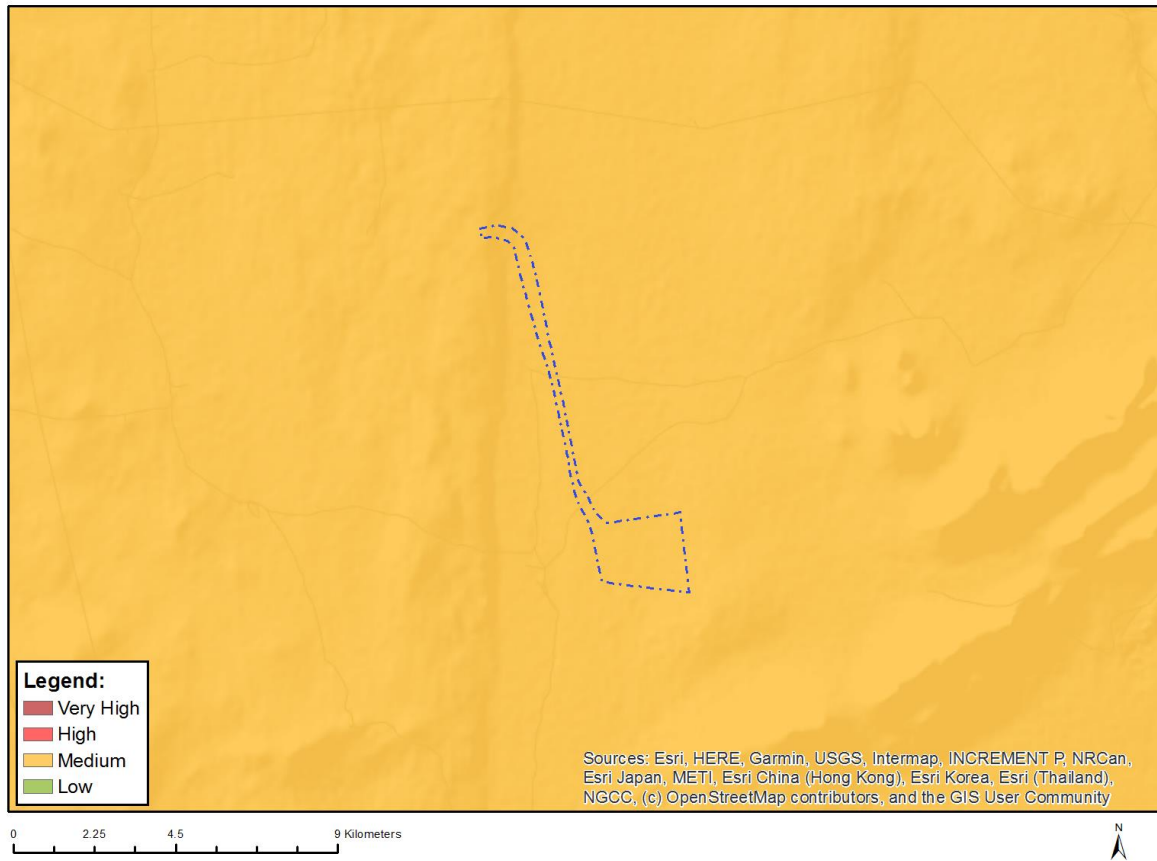 Legend:
Very High
High
Medium
Low
Sources: Esri, HERE, Garmin, USGS, Intermap, INCREMENT P, NRCan,
Esri Japan, METI, Esri China (Hong Kong), Esri Korea, Esri (Thailand),
NGCC, (c) OpenStreetMap contributors, and the GIS User Community
0 2.25 4.5 9 Kilometers
N